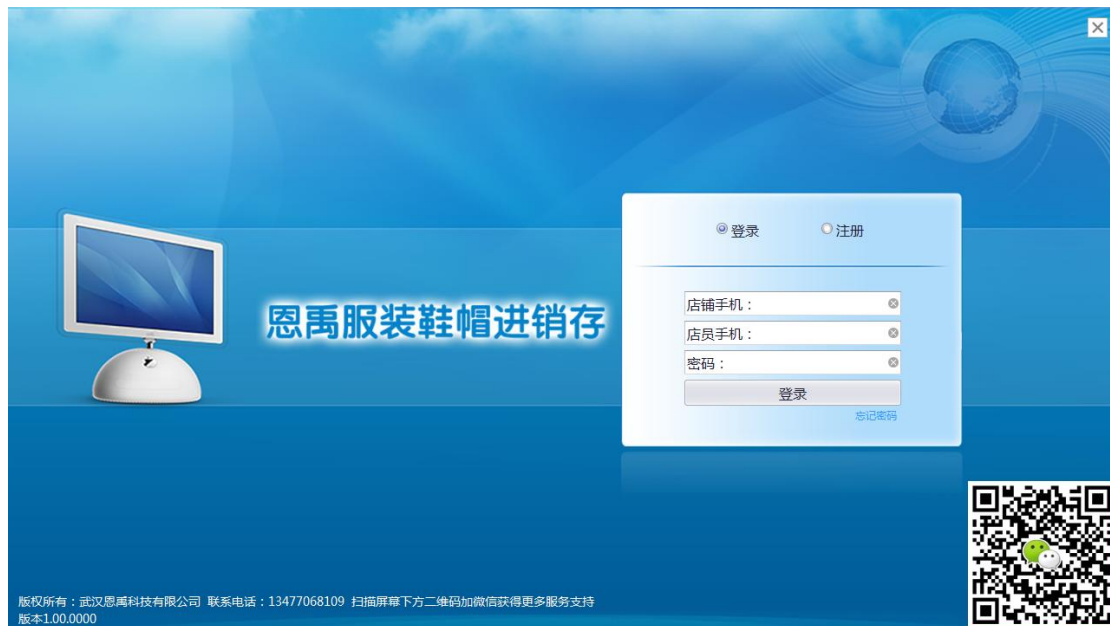 登录 注册
恩禹服装鞋帽进销存
店铺手机：
店员手机：
密码：
登录
忘记密码
版权所有：武汉恩禹科技有限公司 联系电话：13477068109 扫描屏幕下方二维码加微信获得更多服务支持
版本1.00.0000